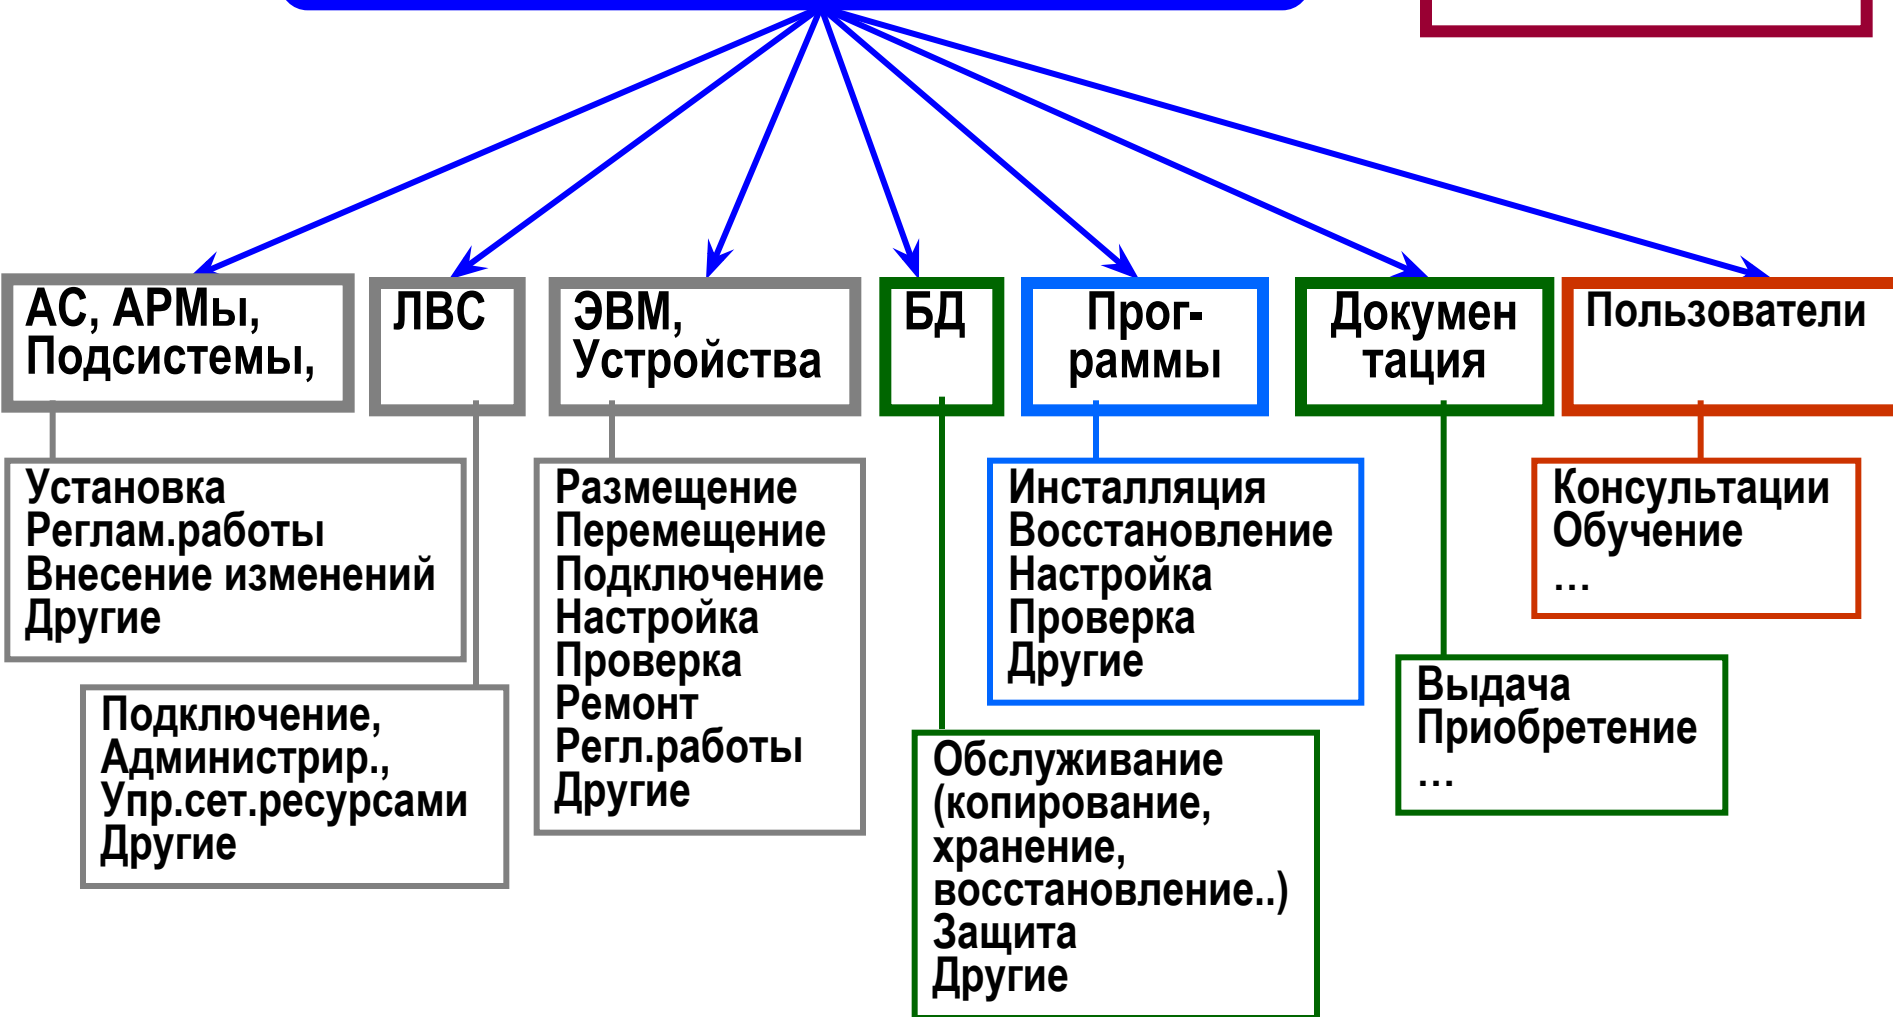 АС, АРМы,
Подсистемы,
ЛВС
ЭВМ,
Устройства
БД
Прог-
раммы
Докумен
тация
Пользователи
Установка
Реглам.работы
Внесение изменений
Другие
Подключение,
Администрир.,
Упр.сет.ресурсами
Другие
Размещение
Перемещение
Подключение
Настройка
Проверка
Ремонт
Регл.работы
Другие
Обслуживание
(копирование,
хранение,
восстановление..)
Защита
Другие
Инсталляция
Восстановление
Настройка
Проверка
Другие
Выдача
Приобретение
…
Консультации
Обучение
…